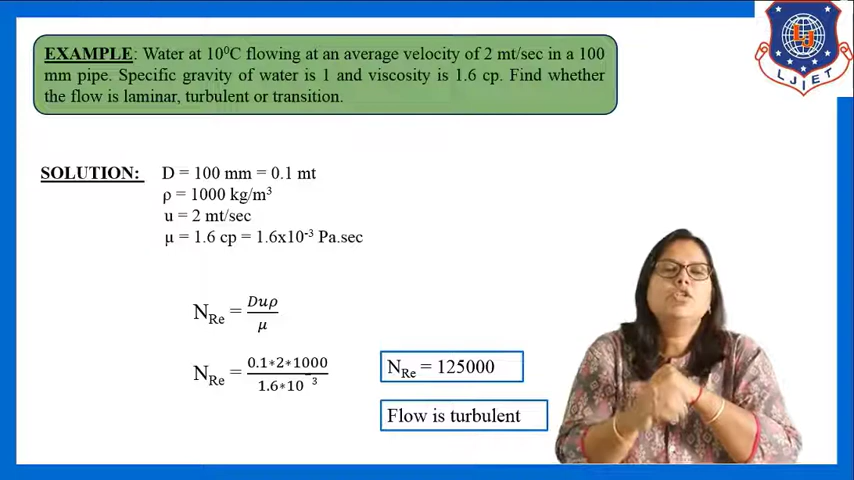 EXAMPLE: Water at 10⁰C flowing at an average velocity of 2 mt/sec in a 100
mm pipe. Specific gravity of water is 1 and viscosity is 1.6 cp. Find whether
the flow is laminar, turbulent or transition.
LJ
LJIET
SOLUTION: D = 100 mm = 0.1 mt
ρ = 1000 kg/m³
u = 2 mt/sec
μ = 1.6 cp = 1.6x10⁻³ Pa.sec
N_Re = Duρ/μ
N_Re = 0.1∗2∗1000/1.6∗10⁻³
N_Re = 125000
Flow is turbulent